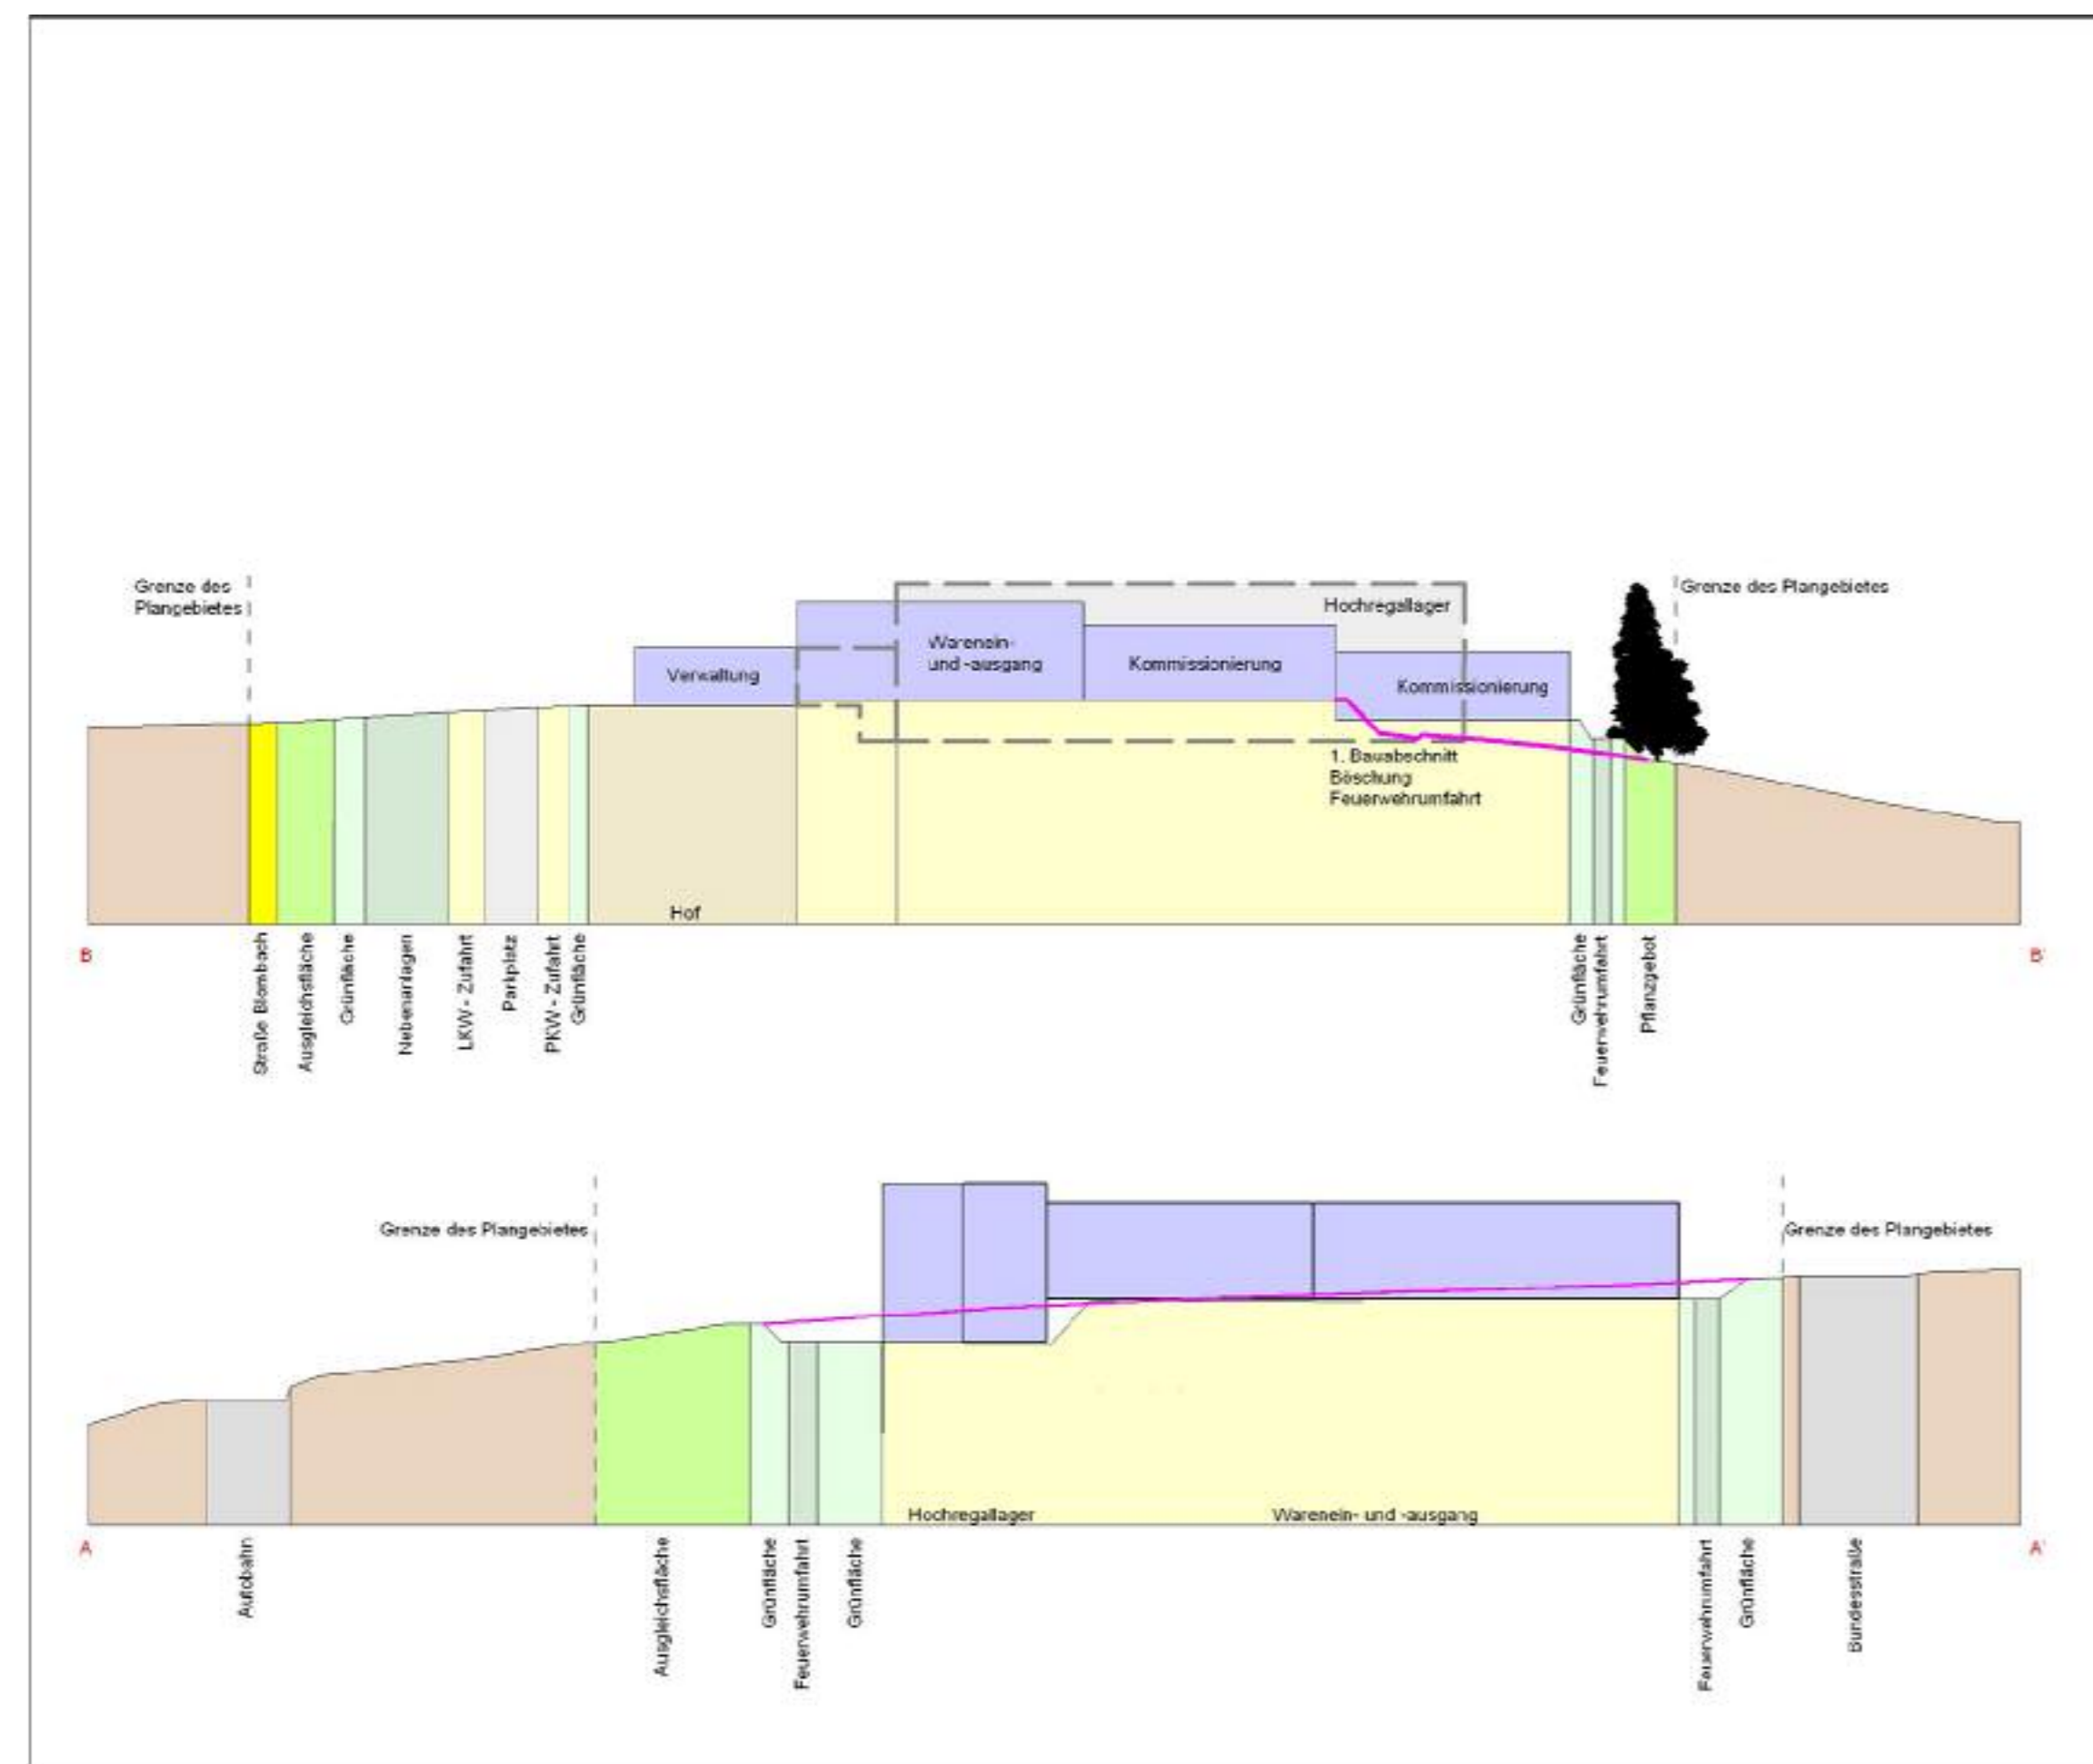 Grenze des
Plangebietes
Grenze des Plangebietes
Hochregallager
Warenein-
und -ausgang
Verwaltung
Kommissionierung
Kommissionierung
1. Bauabschnitt
Böschung
Feuerwehrumfahrt
Hof
B
B'
Straße Blombach
Ausgleichsfläche
Grünfläche
Nebenanlagen
LKW - Zufahrt
Parkplatz
PKW - Zufahrt
Grünfläche
Grünfläche
Feuerwehrumfahrt
Pflanzgebot
Grenze des Plangebietes
Grenze des Plangebietes
Hochregallager
Warenein- und -ausgang
A
A'
Autobahn
Ausgleichsfläche
Grünfläche
Feuerwehrumfahrt
Grünfläche
Feuerwehrumfahrt
Grünfläche
Bundesstraße